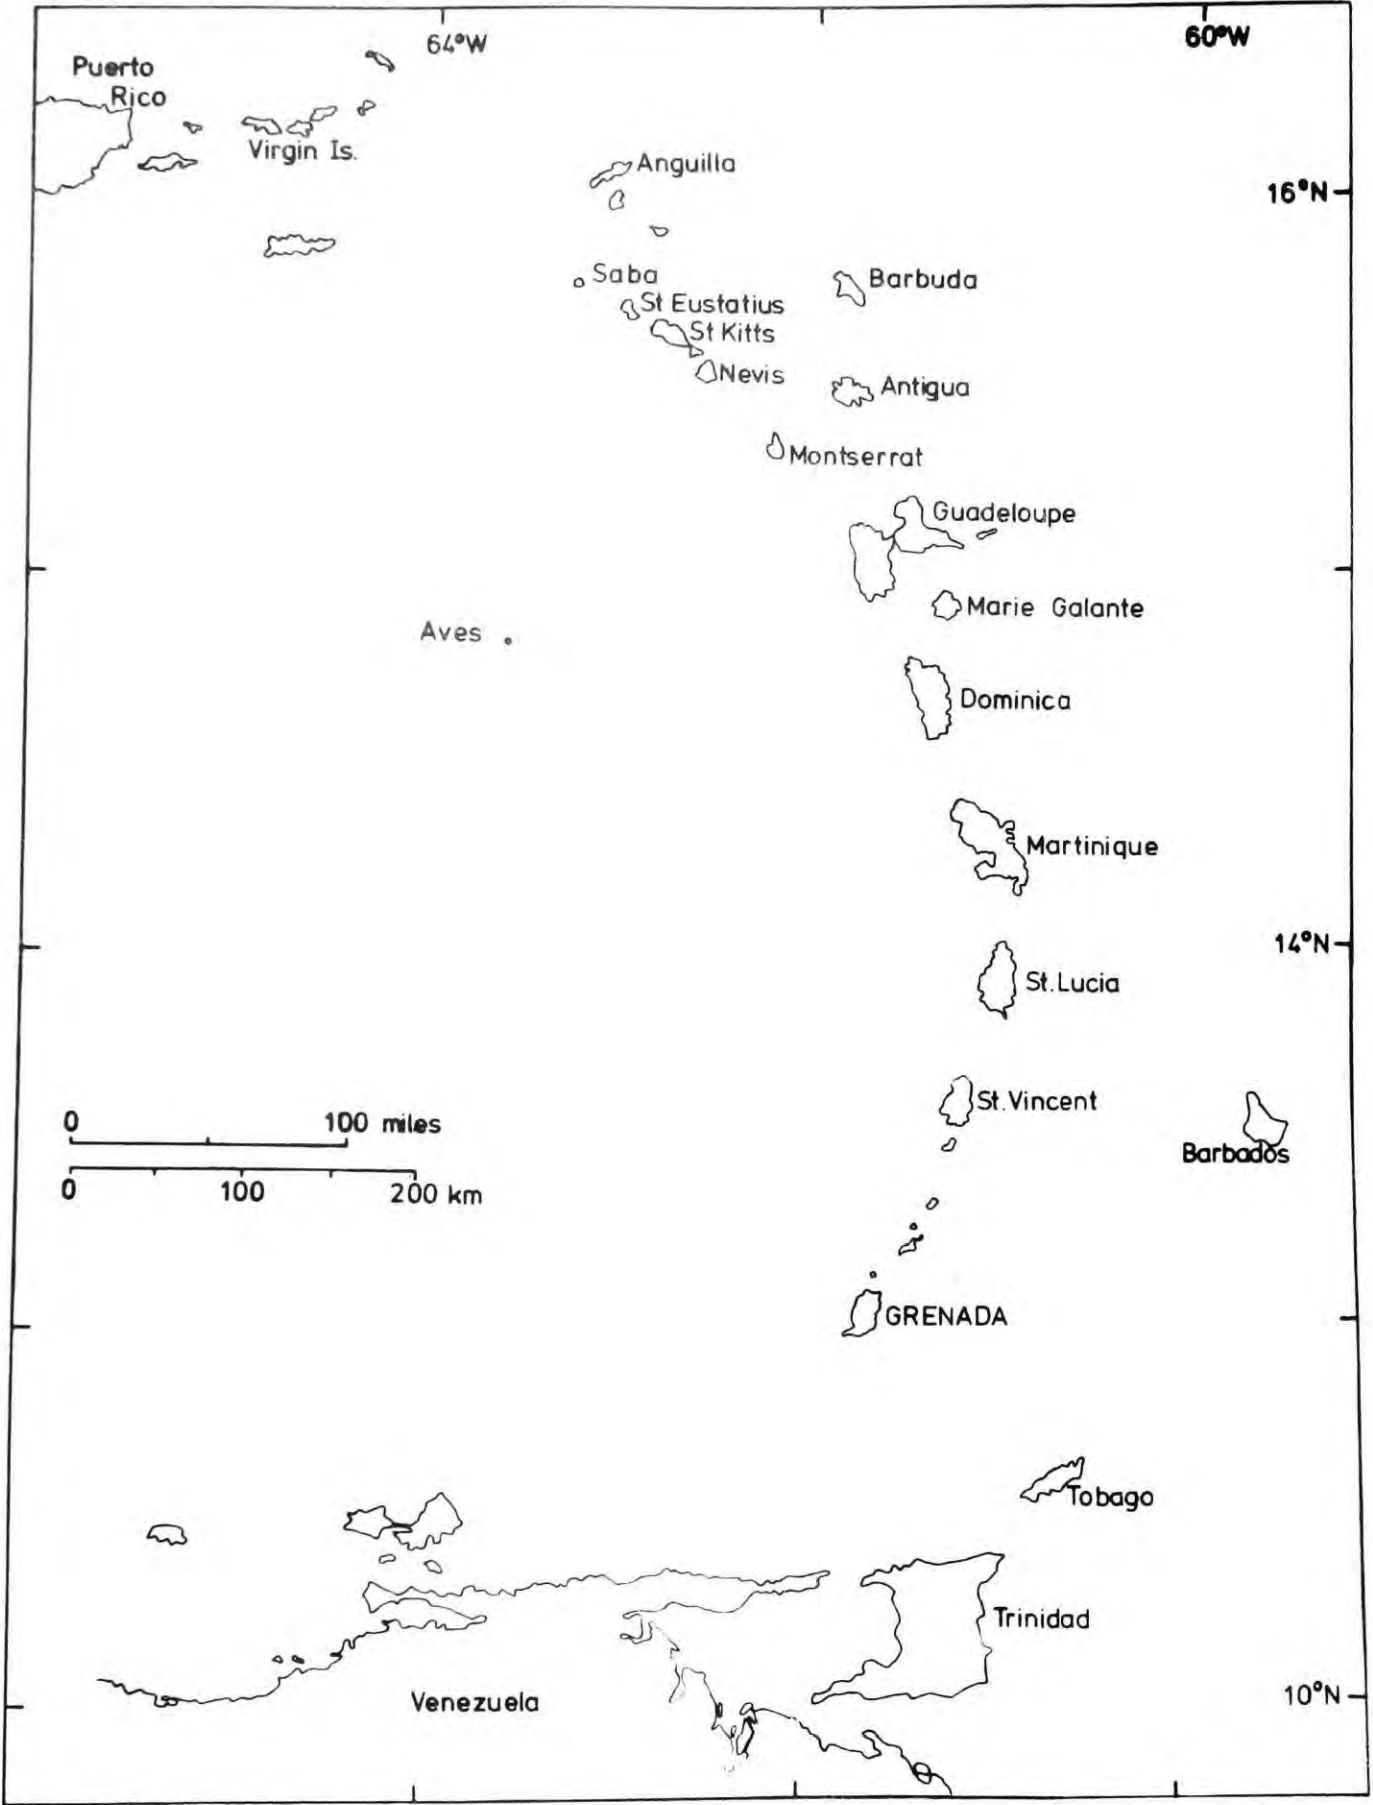 64°W
60°W
Puerto
Rico
Virgin Is.
Anguilla
16°N
Saba
Barbuda
St Eustatius
St Kitts
Nevis
Antigua
Montserrat
Guadeloupe
Marie Galante
Aves
Dominica
Martinique
14°N
St. Lucia
St. Vincent
0 100 miles
Barbados
0 100 200 km
GRENADA
Tobago
Trinidad
Venezuela
10°N